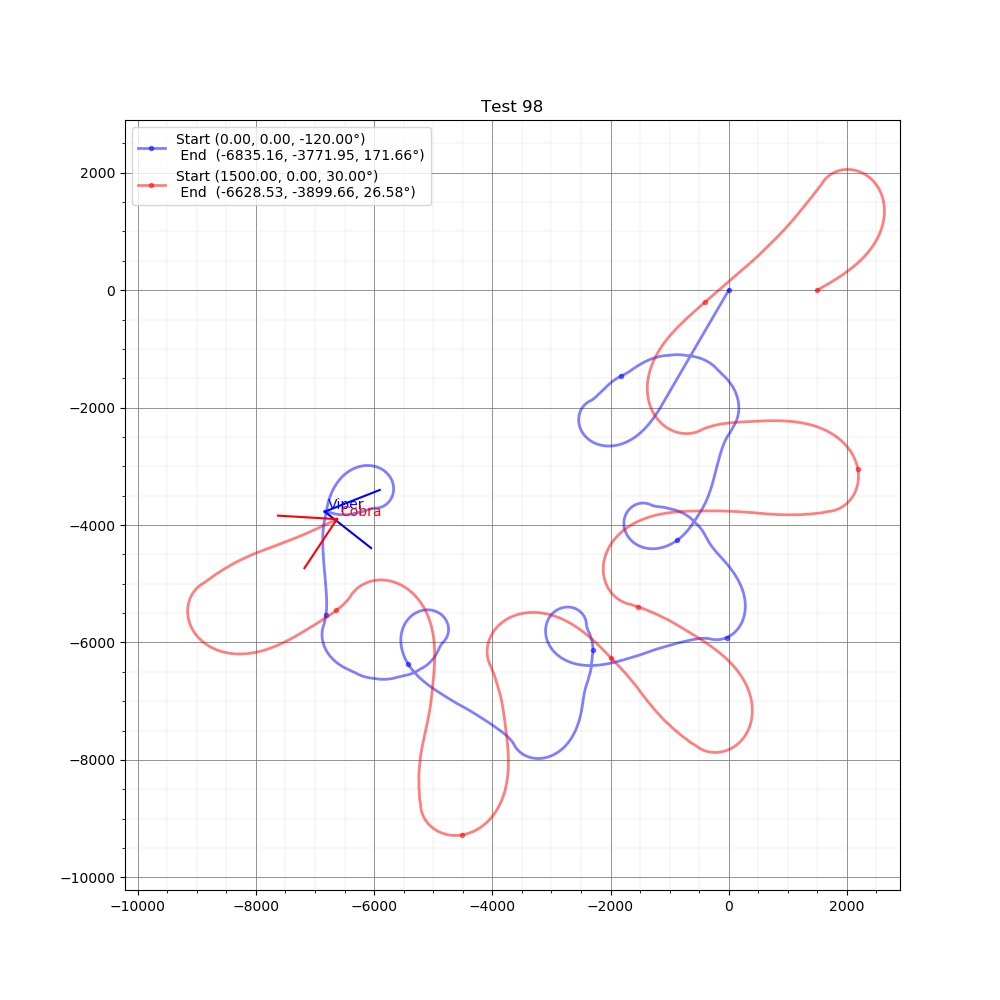 Test 98
Start (0.00, 0.00, -120.00°)
End (-6835.16, -3771.95, 171.66°)
Start (1500.00, 0.00, 30.00°)
End (-6628.53, -3899.66, 26.58°)
2000
0
−2000
−4000
−6000
−8000
−10000
Viper
Cobra
−10000 −8000 −6000 −4000 −2000 0 2000